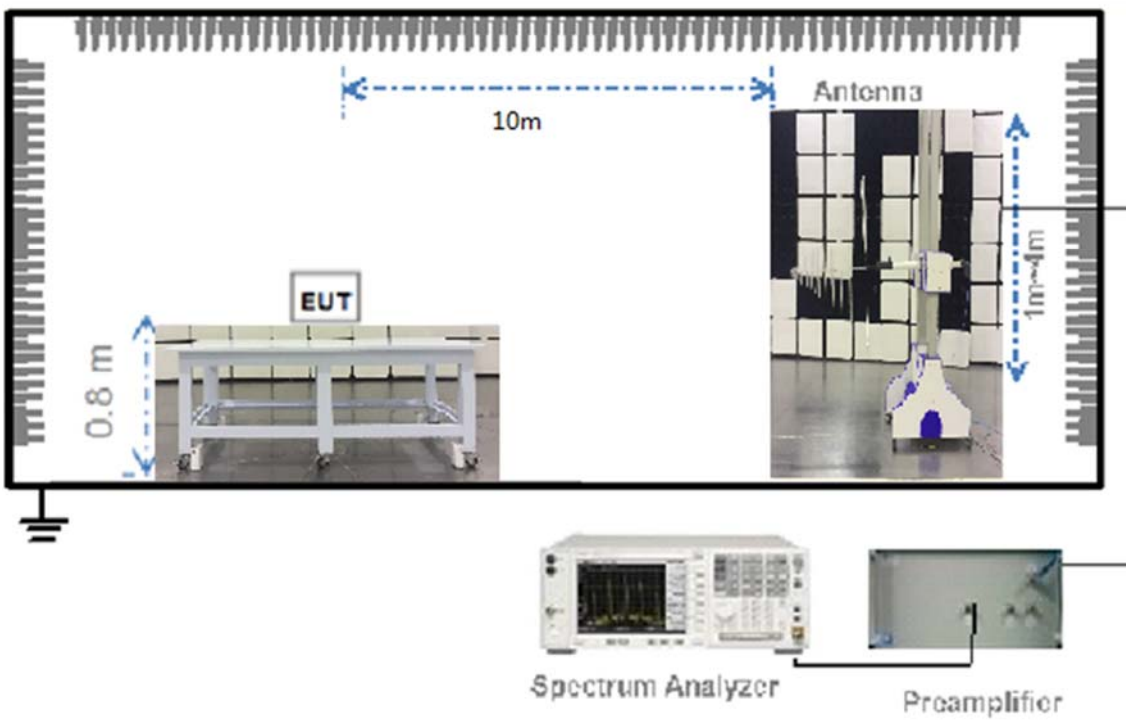 Antenna
10m
1m~4m
EUT
0.8 m
Spectrum Analyzer
Preamplifier